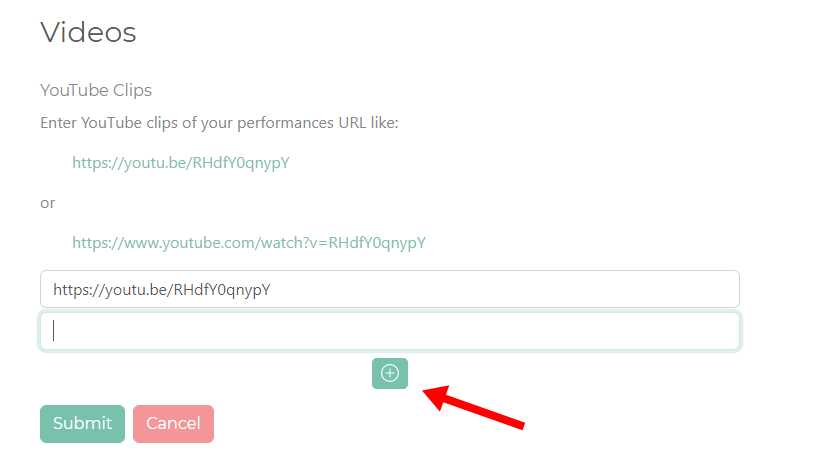 Videos
YouTube Clips
Enter YouTube clips of your performances URL like:
https://youtu.be/RHdfY0qnypY
or
https://www.youtube.com/watch?v=RHdfY0qnypY
https://youtu.be/RHdfY0qnypY
Submit Cancel